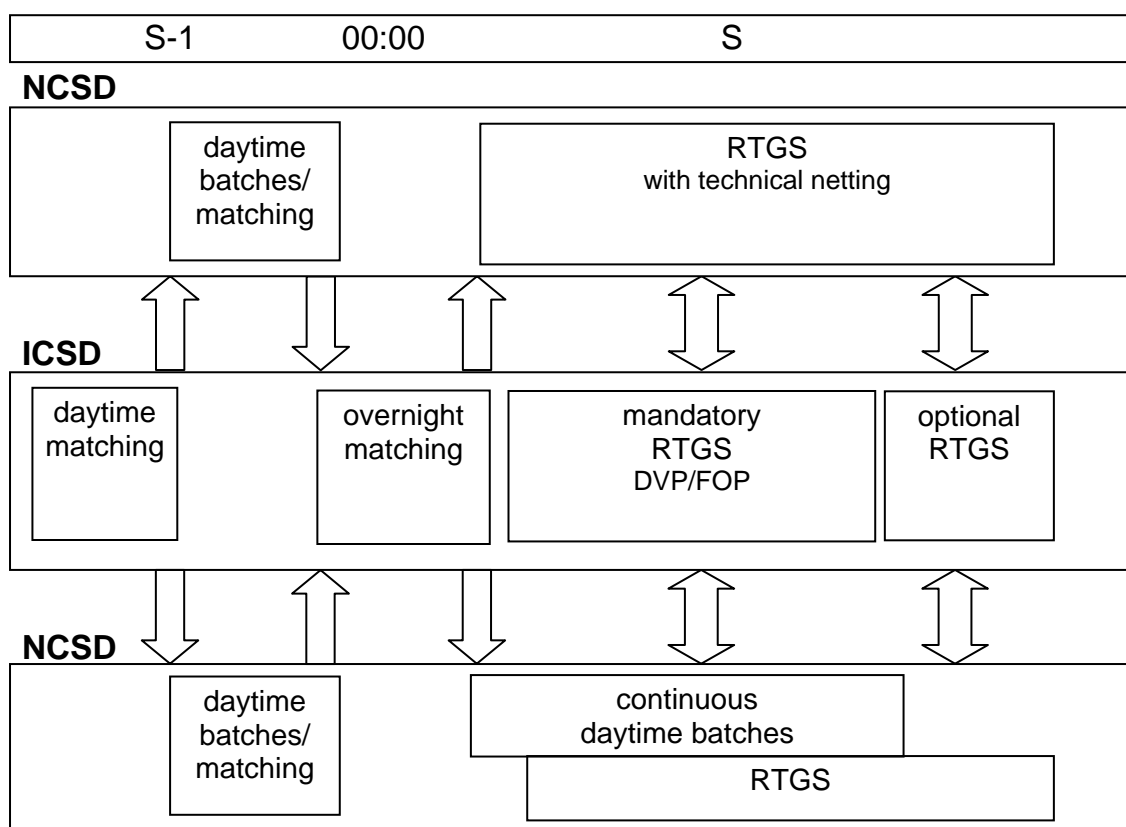 S-1 00:00 S
NCSD
daytime
batches/
matching
RTGS
with technical netting
ICSD
daytime
matching
overnight
matching
mandatory
RTGS
DVP/FOP
optional
RTGS
NCSD
daytime
batches/
matching
continuous
daytime batches
RTGS